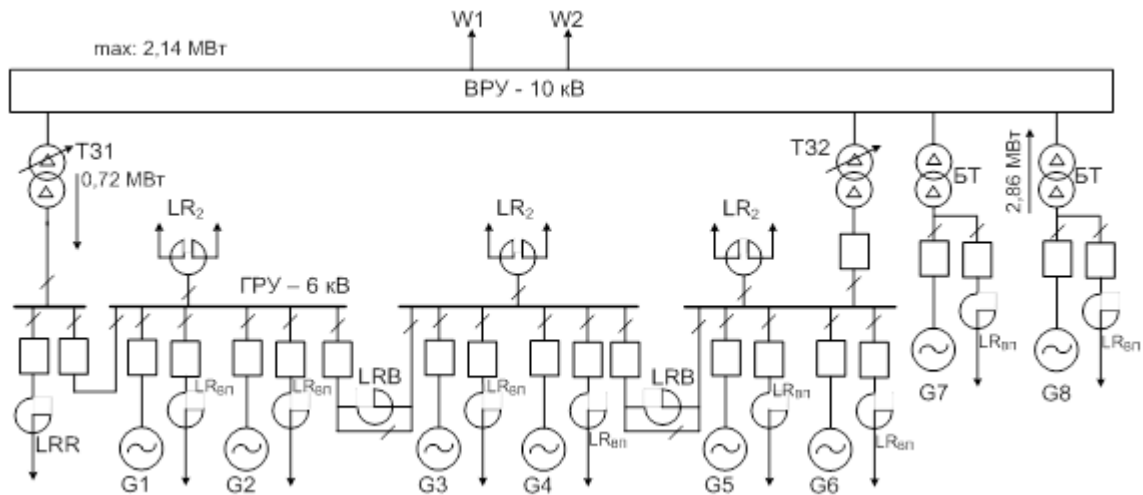 W1
W2
max: 2,14 МВт
ВРУ - 10 кВ
ТЗ1
0,72 МВт
ТЗ2
БТ
2,86 МВт
БТ
LR₂
LR₂
LR₂
ГРУ – 6 кВ
LRR
G1
LRвп
G2
LRвп
LRB
G3
LRвп
G4
LRвп
LRB
G5
LRвп
G6
LRвп
G7
LRвп
G8
LRвп